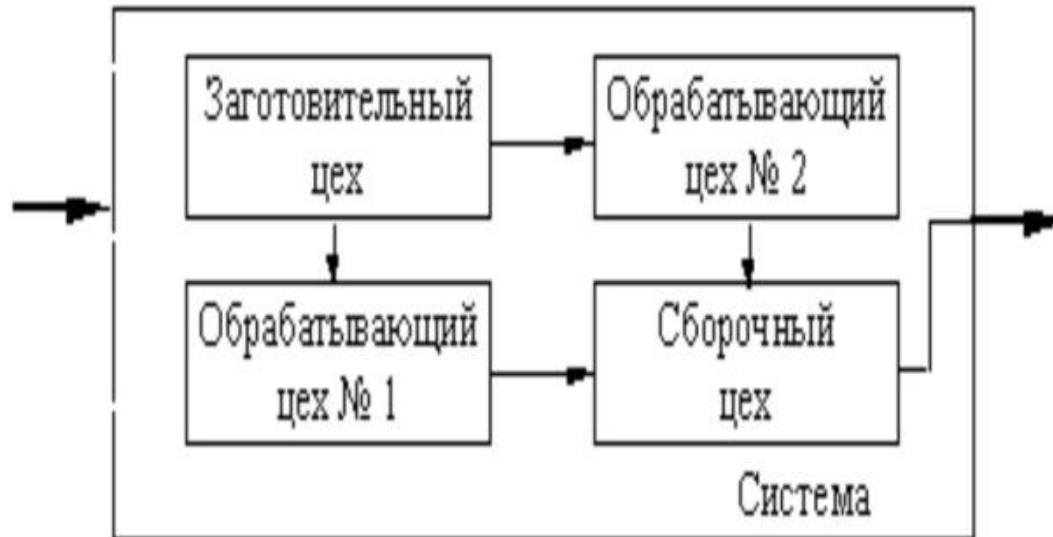 Заготовительный
цех
Обрабатывающий
цех № 2
Обрабатывающий
цех № 1
Сборочный
цех
Система